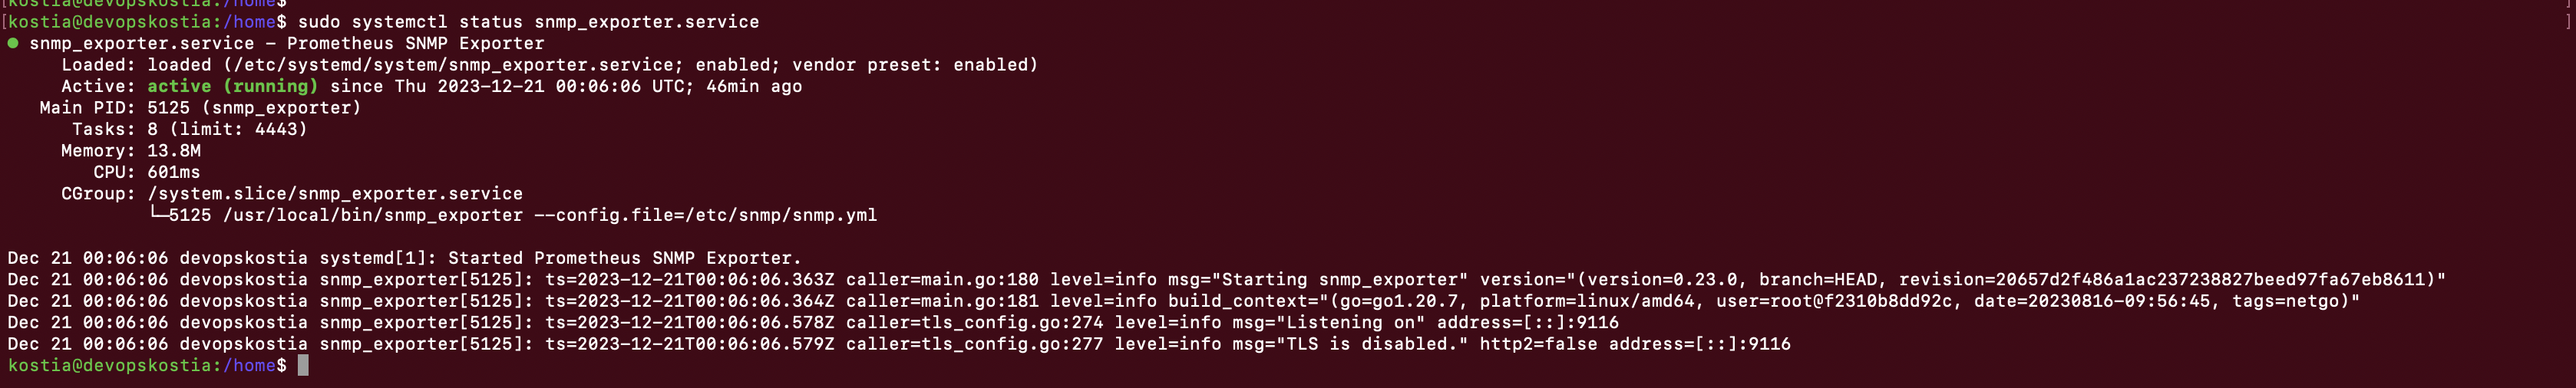 [kostia@devopskostia:/home$ ]
[kostia@devopskostia:/home$ sudo systemctl status snmp_exporter.service ]
● snmp_exporter.service - Prometheus SNMP Exporter
Loaded: loaded (/etc/systemd/system/snmp_exporter.service; enabled; vendor preset: enabled)
Active: active (running) since Thu 2023-12-21 00:06:06 UTC; 46min ago
Main PID: 5125 (snmp_exporter)
Tasks: 8 (limit: 4443)
Memory: 13.8M
CPU: 601ms
CGroup: /system.slice/snmp_exporter.service
└─5125 /usr/local/bin/snmp_exporter --config.file=/etc/snmp/snmp.yml
Dec 21 00:06:06 devopskostia systemd[1]: Started Prometheus SNMP Exporter.
Dec 21 00:06:06 devopskostia snmp_exporter[5125]: ts=2023-12-21T00:06:06.363Z caller=main.go:180 level=info msg="Starting snmp_exporter" version="(version=0.23.0, branch=HEAD, revision=20657d2f486a1ac237238827beed97fa67eb8611)"
Dec 21 00:06:06 devopskostia snmp_exporter[5125]: ts=2023-12-21T00:06:06.364Z caller=main.go:181 level=info build_context="(go=go1.20.7, platform=linux/amd64, user=root@f2310b8dd92c, date=20230816-09:56:45, tags=netgo)"
Dec 21 00:06:06 devopskostia snmp_exporter[5125]: ts=2023-12-21T00:06:06.578Z caller=tls_config.go:274 level=info msg="Listening on" address=[::]:9116
Dec 21 00:06:06 devopskostia snmp_exporter[5125]: ts=2023-12-21T00:06:06.579Z caller=tls_config.go:277 level=info msg="TLS is disabled." http2=false address=[::]:9116
kostia@devopskostia:/home$